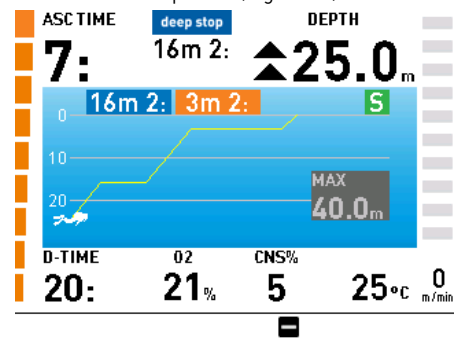 ASC TIME deep stop DEPTH
7: 16m 2: 25.0m
16m 2: 3m 2: S
0
10
MAX
20
40.0m
D-TIME O2 CNS%
20: 21% 5 25°C 0 m/min